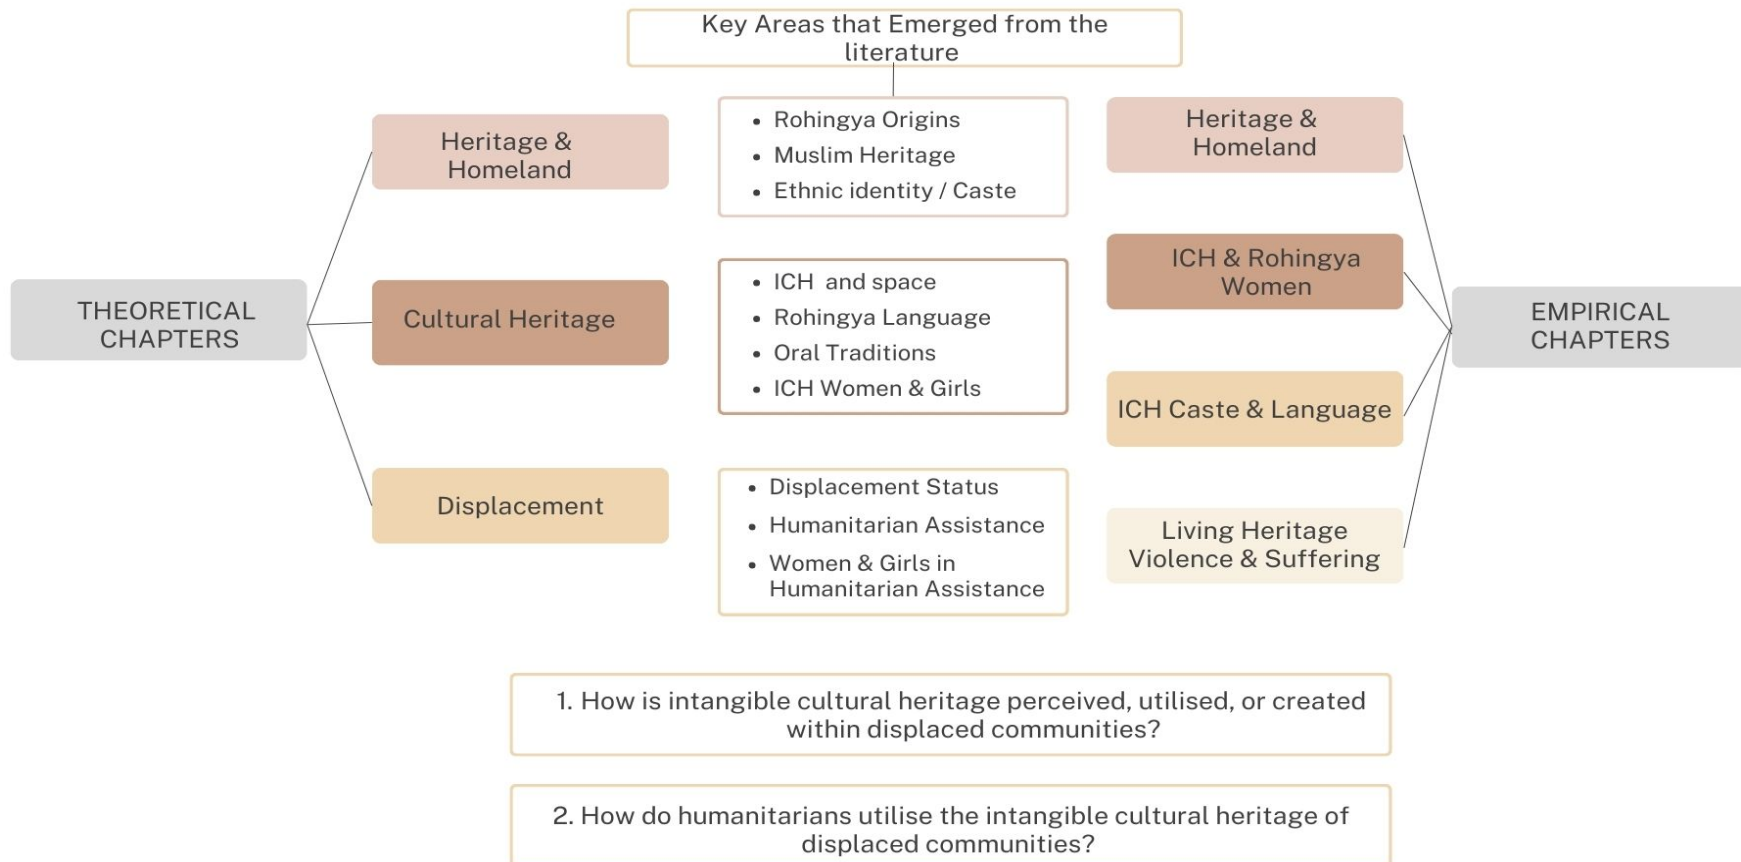 Key Areas that Emerged from the
literature
THEORETICAL
CHAPTERS
Heritage &
Homeland
Cultural Heritage
Displacement
• Rohingya Origins
• Muslim Heritage
• Ethnic identity / Caste
• ICH and space
• Rohingya Language
• Oral Traditions
• ICH Women & Girls
• Displacement Status
• Humanitarian Assistance
• Women & Girls in
Humanitarian Assistance
Heritage &
Homeland
ICH & Rohingya
Women
ICH Caste & Language
Living Heritage
Violence & Suffering
EMPIRICAL
CHAPTERS
1. How is intangible cultural heritage perceived, utilised, or created
within displaced communities?
2. How do humanitarians utilise the intangible cultural heritage of
displaced communities?